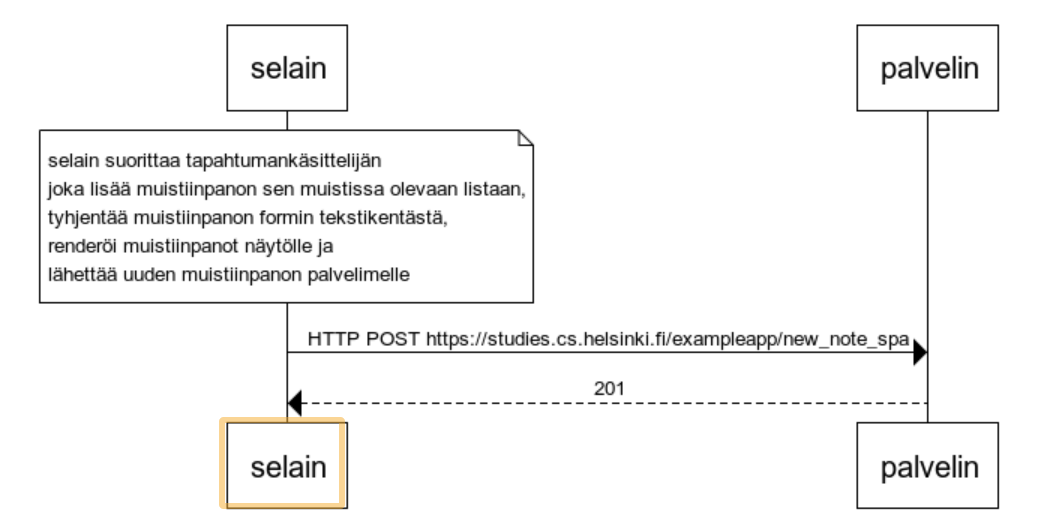 selain
palvelin
selain suorittaa tapahtumankäsittelijän
joka lisää muistiinpanon sen muistissa olevaan listaan,
tyhjentää muistiinpanon formin tekstikentästä,
renderöi muistiinpanot näytölle ja
lähettää uuden muistiinpanon palvelimelle
HTTP POST https://studies.cs.helsinki.fi/exampleapp/new_note_spa
201
selain
palvelin